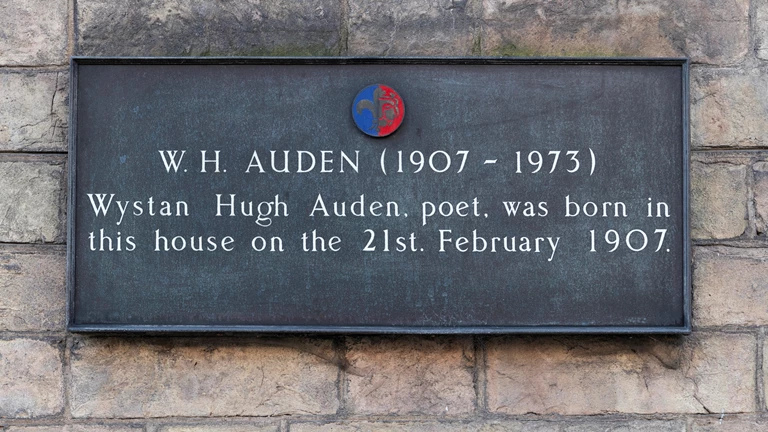 W. H. AUDEN (1907 - 1973)
Wystan Hugh Auden, poet, was born in
this house on the 21st. February 1907.